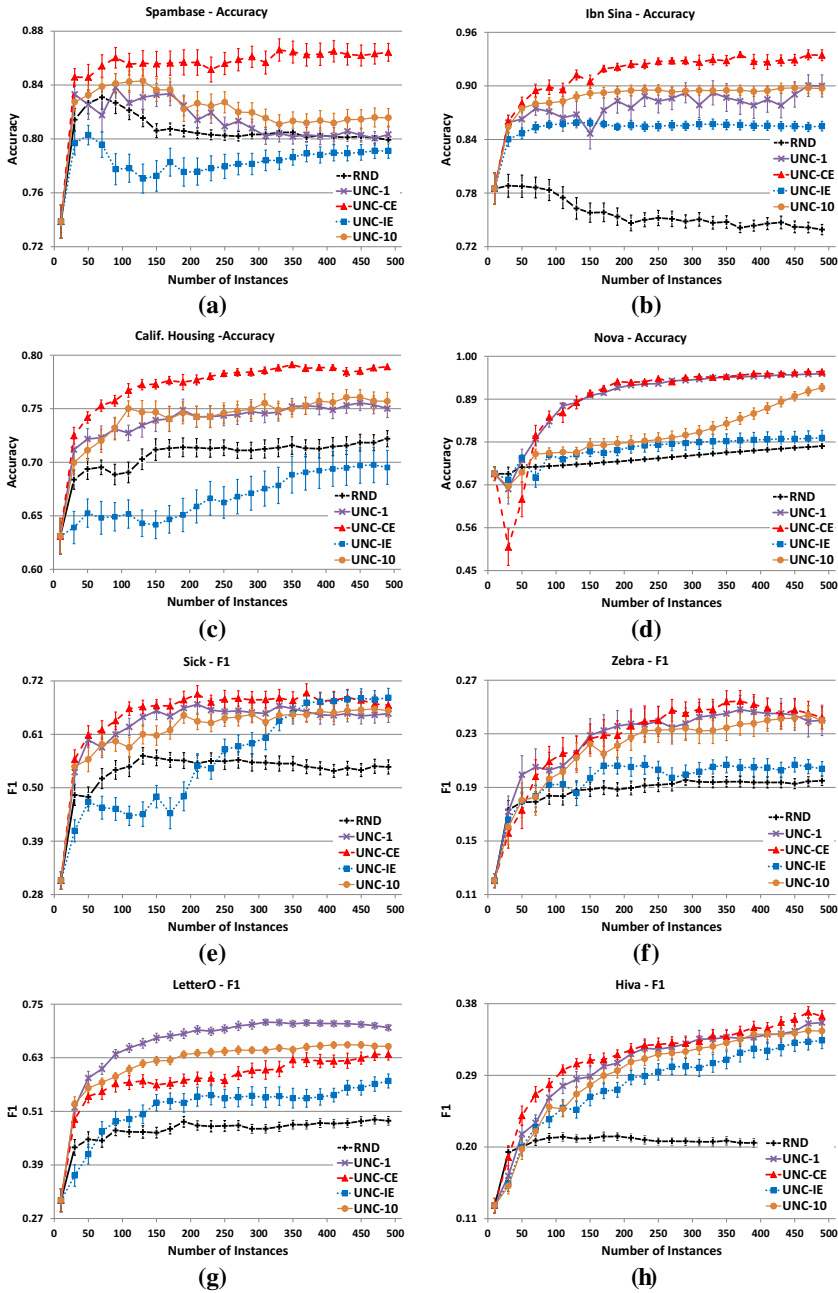 Spambase - Accuracy
Accuracy
0.88
0.84
0.80
0.76
0.72
0 50 100 150 200 250 300 350 400 450 500
Number of Instances
RND
UNC-1
UNC-CE
UNC-IE
UNC-10
(a)
Ibn Sina - Accuracy
Accuracy
0.96
0.90
0.84
0.78
0.72
0 50 100 150 200 250 300 350 400 450 500
Number of Instances
RND
UNC-1
UNC-CE
UNC-IE
UNC-10
(b)
Calif. Housing -Accuracy
Accuracy
0.80
0.75
0.70
0.65
0.60
0 50 100 150 200 250 300 350 400 450 500
Number of Instances
RND
UNC-1
UNC-CE
UNC-IE
UNC-10
(c)
Nova - Accuracy
Accuracy
1.00
0.89
0.78
0.67
0.56
0.45
0 50 100 150 200 250 300 350 400 450 500
Number of Instances
RND
UNC-1
UNC-CE
UNC-IE
UNC-10
(d)
Sick - F1
F1
0.72
0.61
0.50
0.39
0.28
0 50 100 150 200 250 300 350 400 450 500
Number of Instances
RND
UNC-1
UNC-CE
UNC-IE
UNC-10
(e)
Zebra - F1
F1
0.27
0.23
0.19
0.15
0.11
0 50 100 150 200 250 300 350 400 450 500
Number of Instances
RND
UNC-1
UNC-CE
UNC-IE
UNC-10
(f)
LetterO - F1
F1
0.75
0.63
0.51
0.39
0.27
0 50 100 150 200 250 300 350 400 450 500
Number of Instances
RND
UNC-1
UNC-CE
UNC-IE
UNC-10
(g)
Hiva - F1
F1
0.38
0.29
0.20
0.11
0 50 100 150 200 250 300 350 400 450 500
Number of Instances
RND
UNC-1
UNC-CE
UNC-IE
UNC-10
(h)